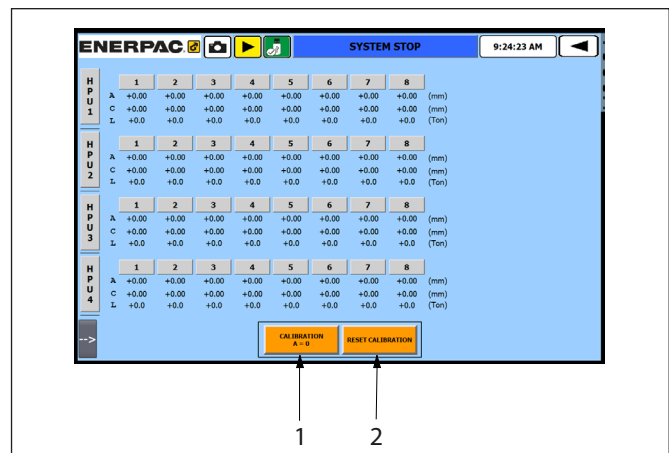 ENERPAC. SYSTEM STOP 9:24:23 AM
HPU1
1 2 3 4 5 6 7 8
A +0.00 +0.00 +0.00 +0.00 +0.00 +0.00 +0.00 +0.00 (mm)
C +0.00 +0.00 +0.00 +0.00 +0.00 +0.00 +0.00 +0.00 (mm)
L +0.0 +0.0 +0.0 +0.0 +0.0 +0.0 +0.0 +0.0 (Ton)
HPU2
1 2 3 4 5 6 7 8
A +0.00 +0.00 +0.00 +0.00 +0.00 +0.00 +0.00 +0.00 (mm)
C +0.00 +0.00 +0.00 +0.00 +0.00 +0.00 +0.00 +0.00 (mm)
L +0.0 +0.0 +0.0 +0.0 +0.0 +0.0 +0.0 +0.0 (Ton)
HPU3
1 2 3 4 5 6 7 8
A +0.00 +0.00 +0.00 +0.00 +0.00 +0.00 +0.00 +0.00 (mm)
C +0.00 +0.00 +0.00 +0.00 +0.00 +0.00 +0.00 +0.00 (mm)
L +0.0 +0.0 +0.0 +0.0 +0.0 +0.0 +0.0 +0.0 (Ton)
HPU4
1 2 3 4 5 6 7 8
A +0.00 +0.00 +0.00 +0.00 +0.00 +0.00 +0.00 +0.00 (mm)
C +0.00 +0.00 +0.00 +0.00 +0.00 +0.00 +0.00 +0.00 (mm)
L +0.0 +0.0 +0.0 +0.0 +0.0 +0.0 +0.0 +0.0 (Ton)
-->
CALIBRATION
A = 0
RESET CALIBRATION
1 2